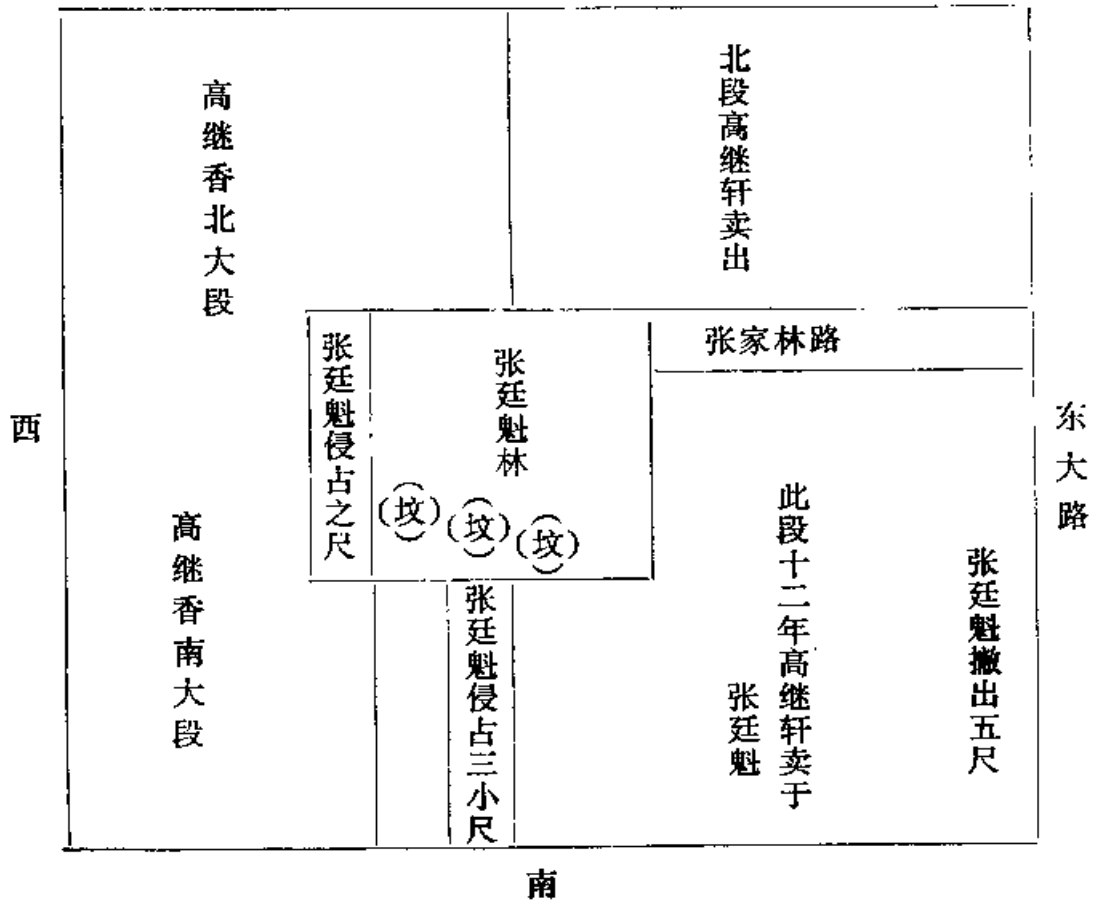 高继香北大段
北段高继轩卖出
张廷魁侵占之尺
张廷魁林
张家林路
西
东大路
坟
坟
坟
高继香南大段
张廷魁侵占三小尺
此段十二年高继轩卖于
张廷魁
张廷魁撤出五尺
南